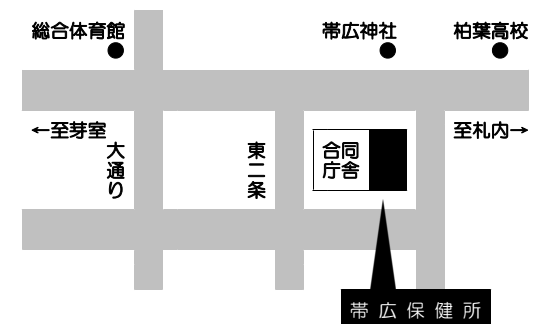 総合体育館
帯広神社
柏葉高校
←至芽室
至札内→
大通り
東二条
合同
庁舎
帯広保健所